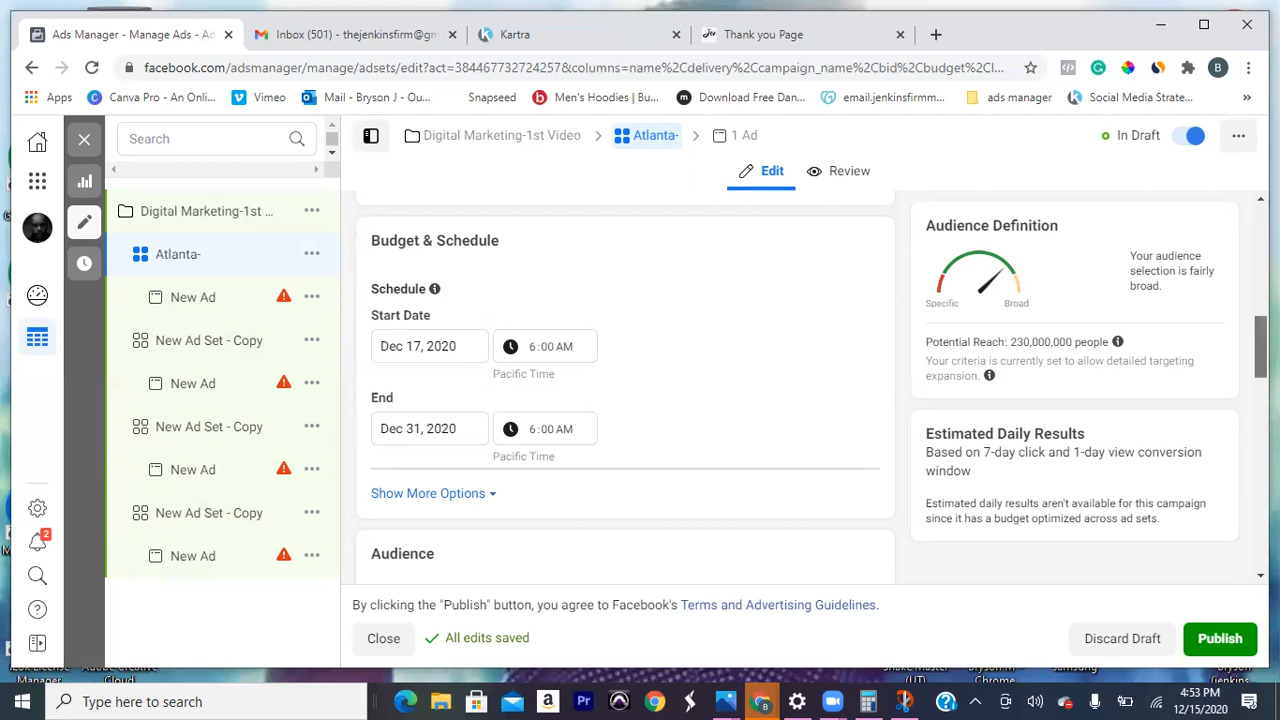 Ads Manager - Manage Ads - Ad
Inbox (501) - thejenkinsfirm@gm
Kartra
Thank you Page
facebook.com/adsmanager/manage/adsets/edit?act=384467732724257&columns=name%2Cdelivery%2Ccampaign_name%2Cbid%2Cbudget%2Cl...
Apps
Canva Pro - An Onli...
Vimeo
Mail - Bryson J - Ou...
Snapseed
Men's Hoodies | Bu...
Download Free Dan...
email.jenkinsfirmm...
ads manager
Social Media Strate...
Search
Digital Marketing-1st Video
Atlanta-
1 Ad
In Draft
Edit
Review
Digital Marketing-1st ...
Atlanta-
New Ad
New Ad Set - Copy
New Ad
New Ad Set - Copy
New Ad
New Ad Set - Copy
New Ad
2
Budget & Schedule
Schedule
Start Date
Dec 17, 2020
6:00 AM
Pacific Time
End
Dec 31, 2020
6:00 AM
Pacific Time
Show More Options
Audience
Audience Definition
Specific
Broad
Your audience
selection is fairly
broad.
Potential Reach: 230,000,000 people
Your criteria is currently set to allow detailed targeting
expansion.
Estimated Daily Results
Based on 7-day click and 1-day view conversion
window
Estimated daily results aren't available for this campaign
since it has a budget optimized across ad sets.
By clicking the "Publish" button, you agree to Facebook's Terms and Advertising Guidelines.
Close
All edits saved
Discard Draft
Publish
Manager
Cloud
(UT)
Chrome
Type here to search
4:53 PM
12/15/2020